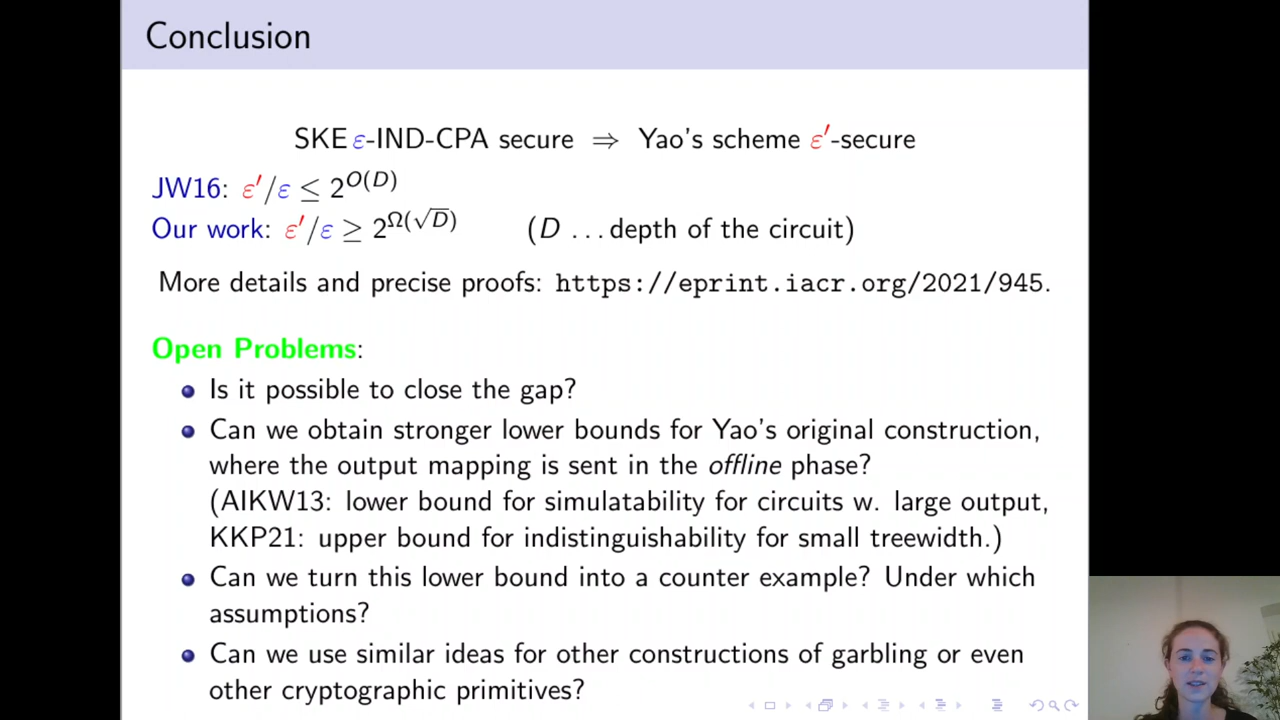 Conclusion
SKE ε-IND-CPA secure ⇒ Yao's scheme ε′-secure
JW16: ε′/ε ≤ 2^{O(D)}
Our work: ε′/ε ≥ 2^{Ω(√D)} (D ... depth of the circuit)
More details and precise proofs: https://eprint.iacr.org/2021/945.
Open Problems:
Is it possible to close the gap?
Can we obtain stronger lower bounds for Yao's original construction,
where the output mapping is sent in the offline phase?
(AIKW13: lower bound for simulatability for circuits w. large output,
KKP21: upper bound for indistinguishability for small treewidth.)
Can we turn this lower bound into a counter example? Under which
assumptions?
Can we use similar ideas for other constructions of garbling or even
other cryptographic primitives?